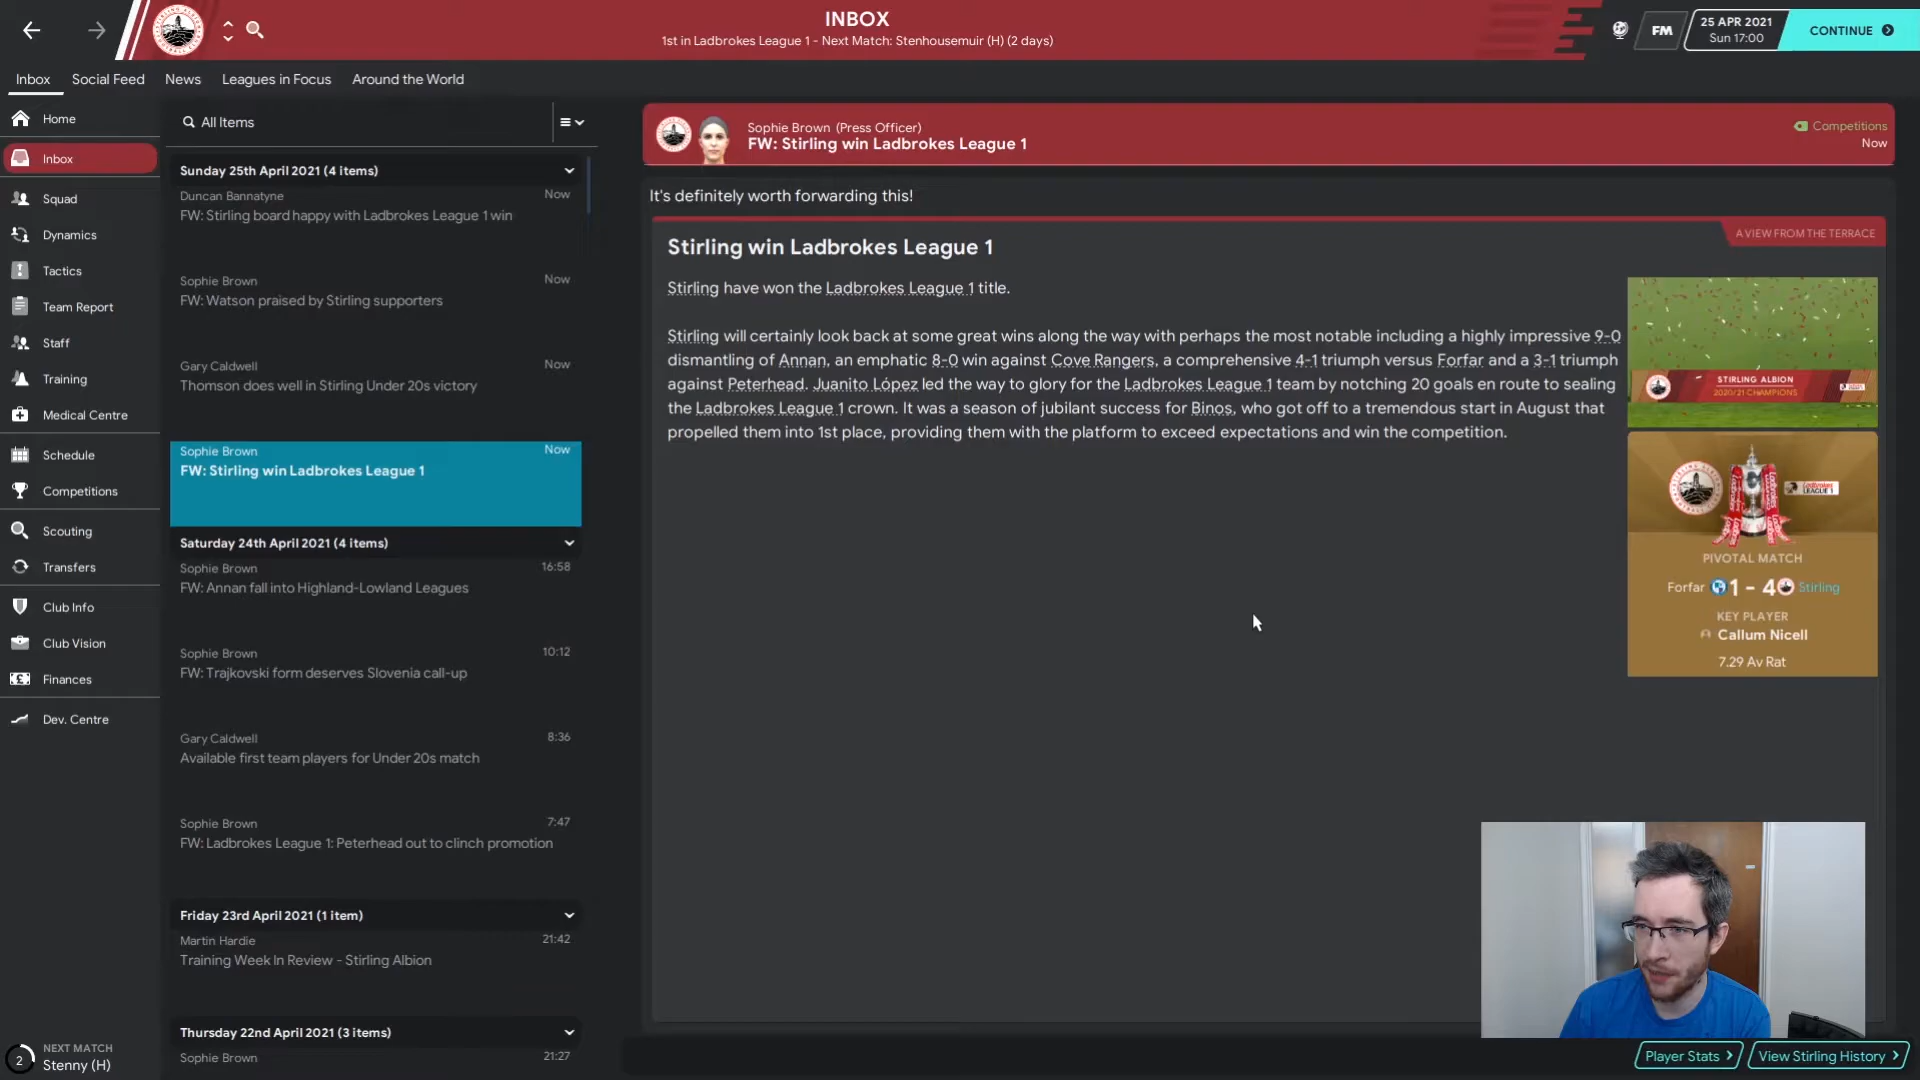 INBOX
1st in Ladbrokes League 1 - Next Match: Stenhousemuir (H) (2 days)
FM
25 APR 2021
Sun 17:00
CONTINUE
Inbox
Social Feed
News
Leagues in Focus
Around the World
Home
Inbox
Squad
Dynamics
Tactics
Team Report
Staff
Training
Medical Centre
Schedule
Competitions
Scouting
Transfers
Club Info
Club Vision
Finances
Dev. Centre
2
NEXT MATCH
Stenny (H)
All Items
Sunday 25th April 2021 (4 items)
Duncan Bannatyne Now
FW: Stirling board happy with Ladbrokes League 1 win
Sophie Brown Now
FW: Watson praised by Stirling supporters
Gary Caldwell Now
Thomson does well in Stirling Under 20s victory
Sophie Brown Now
FW: Stirling win Ladbrokes League 1
Saturday 24th April 2021 (4 items)
Sophie Brown 16:58
FW: Annan fall into Highland-Lowland Leagues
Sophie Brown 10:12
FW: Trajkovski form deserves Slovenia call-up
Gary Caldwell 8:36
Available first team players for Under 20s match
Sophie Brown 7:47
FW: Ladbrokes League 1: Peterhead out to clinch promotion
Friday 23rd April 2021 (1 item)
Martin Hardie 21:42
Training Week In Review - Stirling Albion
Thursday 22nd April 2021 (3 items)
Sophie Brown 21:27
Sophie Brown (Press Officer)
FW: Stirling win Ladbrokes League 1
Competitions
Now
It's definitely worth forwarding this!
A VIEW FROM THE TERRACE
Stirling win Ladbrokes League 1
Stirling have won the Ladbrokes League 1 title.
Stirling will certainly look back at some great wins along the way with perhaps the most notable including a highly impressive 9-0
dismantling of Annan, an emphatic 8-0 win against Cove Rangers, a comprehensive 4-1 triumph versus Forfar and a 3-1 triumph
against Peterhead. Juanito López led the way to glory for the Ladbrokes League 1 team by notching 20 goals en route to sealing
the Ladbrokes League 1 crown. It was a season of jubilant success for Binos, who got off to a tremendous start in August that
propelled them into 1st place, providing them with the platform to exceed expectations and win the competition.
STIRLING ALBION
2020/21 CHAMPIONS
Ladbrokes
LEAGUE 1
PIVOTAL MATCH
Forfar 1 - 4 Stirling
KEY PLAYER
Callum Nicell
7.29 Av Rat
Player Stats
View Stirling History